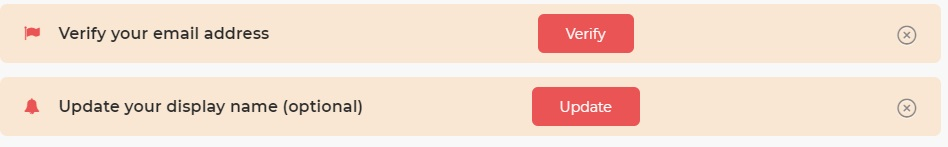 Verify your email address Verify
Update your display name (optional) Update